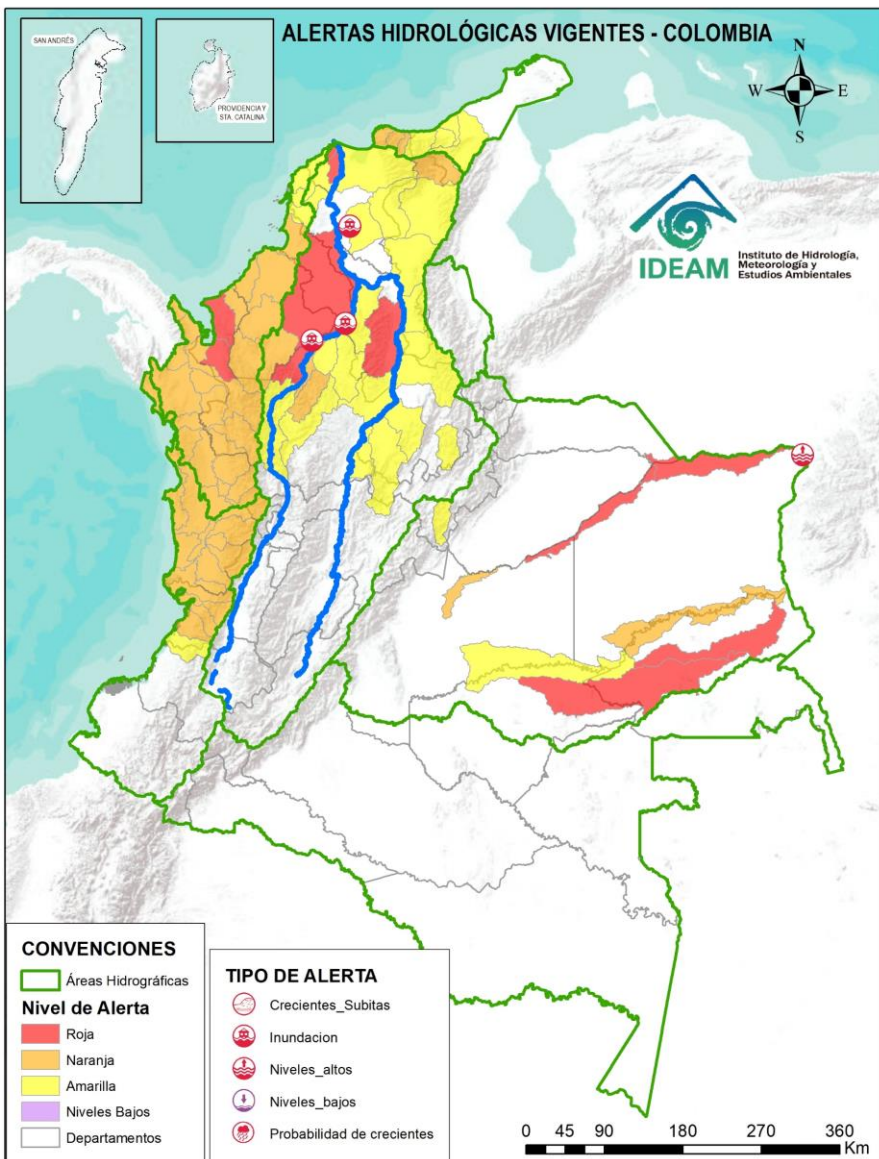 ALERTAS HIDROLÓGICAS VIGENTES - COLOMBIA
SAN ANDRÉS
PROVIDENCIA Y
STA. CATALINA
N
W
E
S
IDEAM
Instituto de Hidrología,
Meteorología y
Estudios Ambientales
CONVENCIONES
Áreas Hidrográficas
Nivel de Alerta
Roja
Naranja
Amarilla
Niveles Bajos
Departamentos
TIPO DE ALERTA
Crecientes_Subitas
Inundacion
Niveles_altos
Niveles_bajos
Probabilidad de crecientes
0 45 90 180 270 360
Km